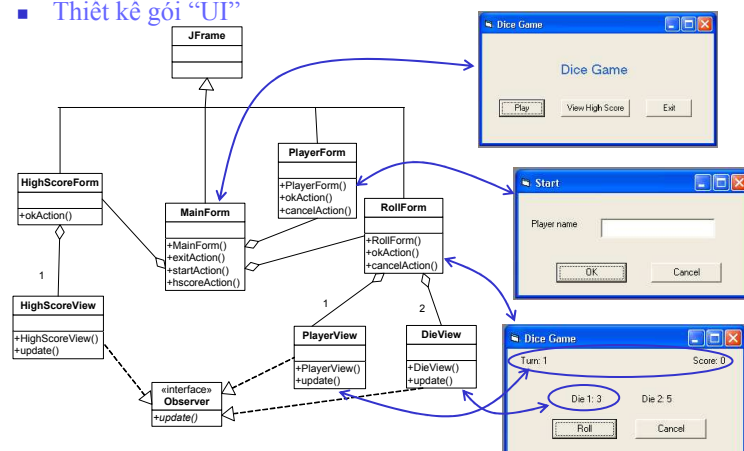 Thiết kế gói “UI”
JFrame
HighScoreForm
+okAction()
MainForm
+MainForm()
+exitAction()
+startAction()
+hscoreAction()
PlayerForm
+PlayerForm()
+okAction()
+cancelAction()
RollForm
+RollForm()
+okAction()
+cancelAction()
1
HighScoreView
+HighScoreView()
+update()
1
2
PlayerView
+PlayerView()
+update()
DieView
+DieView()
+update()
«interface»
Observer
+update()
Dice Game
Dice Game
Play
View High Score
Exit
Start
Player name
OK
Cancel
Dice Game
Turn: 1
Score: 0
Die 1: 3
Die 2: 5
Roll
Cancel